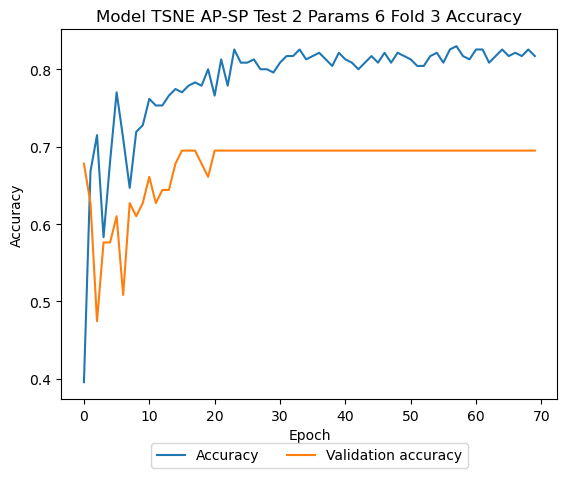 Model TSNE AP-SP Test 2 Params 6 Fold 3 Accuracy
0.8
0.7
0.6
0.5
0.4
Accuracy
0 10 20 30 40 50 60 70
Epoch
Accuracy Validation accuracy